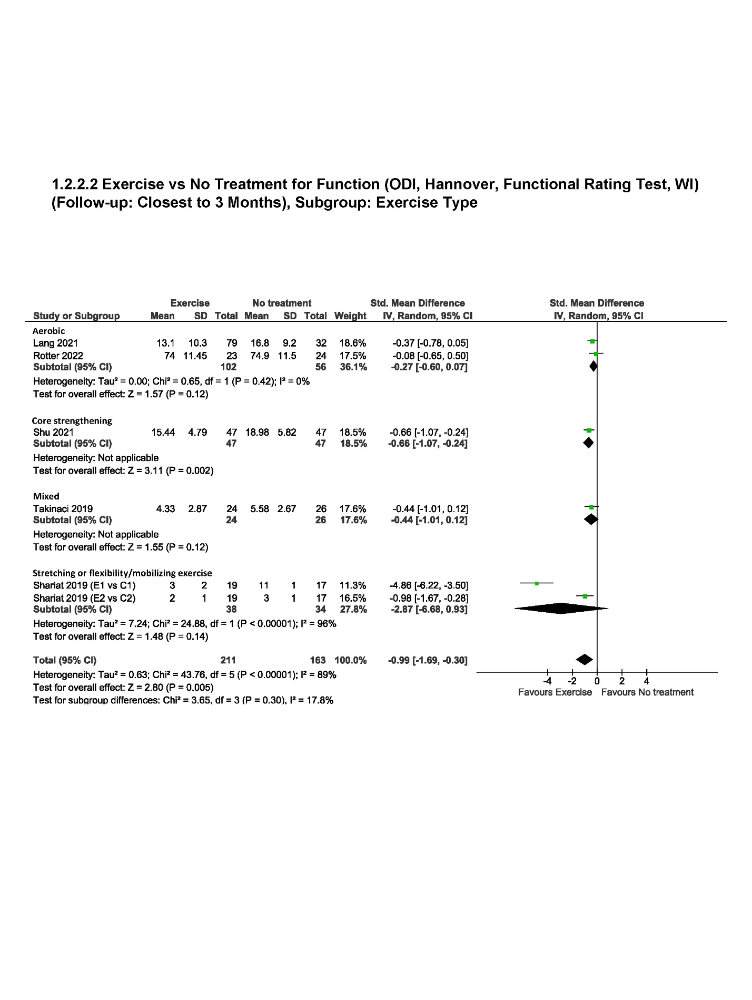 1.2.2.2 Exercise vs No Treatment for Function (ODI, Hannover, Functional Rating Test, WI)
(Follow-up: Closest to 3 Months), Subgroup: Exercise Type
Exercise No treatment Std. Mean Difference Std. Mean Difference
Study or Subgroup Mean SD Total Mean SD Total Weight IV, Random, 95% CI IV, Random, 95% CI
Aerobic
Lang 2021 13.1 10.3 79 16.8 9.2 32 18.6% -0.37 [-0.78, 0.05]
Rotter 2022 74 11.45 23 74.9 11.5 24 17.5% -0.08 [-0.65, 0.50]
Subtotal (95% CI) 102 56 36.1% -0.27 [-0.60, 0.07]
Heterogeneity: Tau² = 0.00; Chi² = 0.65, df = 1 (P = 0.42); I² = 0%
Test for overall effect: Z = 1.57 (P = 0.12)
Core strengthening
Shu 2021 15.44 4.79 47 18.98 5.82 47 18.5% -0.66 [-1.07, -0.24]
Subtotal (95% CI) 47 47 18.5% -0.66 [-1.07, -0.24]
Heterogeneity: Not applicable
Test for overall effect: Z = 3.11 (P = 0.002)
Mixed
Takinaci 2019 4.33 2.87 24 5.58 2.67 26 17.6% -0.44 [-1.01, 0.12]
Subtotal (95% CI) 24 26 17.6% -0.44 [-1.01, 0.12]
Heterogeneity: Not applicable
Test for overall effect: Z = 1.55 (P = 0.12)
Stretching or flexibility/mobilizing exercise
Shariat 2019 (E1 vs C1) 3 2 19 11 1 17 11.3% -4.86 [-6.22, -3.50]
Shariat 2019 (E2 vs C2) 2 1 19 3 1 17 16.5% -0.98 [-1.67, -0.28]
Subtotal (95% CI) 38 34 27.8% -2.87 [-6.68, 0.93]
Heterogeneity: Tau² = 7.24; Chi² = 24.88, df = 1 (P < 0.00001); I² = 96%
Test for overall effect: Z = 1.48 (P = 0.14)
Total (95% CI) 211 163 100.0% -0.99 [-1.69, -0.30]
Heterogeneity: Tau² = 0.63; Chi² = 43.76, df = 5 (P < 0.00001); I² = 89%
Test for overall effect: Z = 2.80 (P = 0.005)
Test for subgroup differences: Chi² = 3.65, df = 3 (P = 0.30), I² = 17.8%
-4 -2 0 2 4
Favours Exercise Favours No treatment